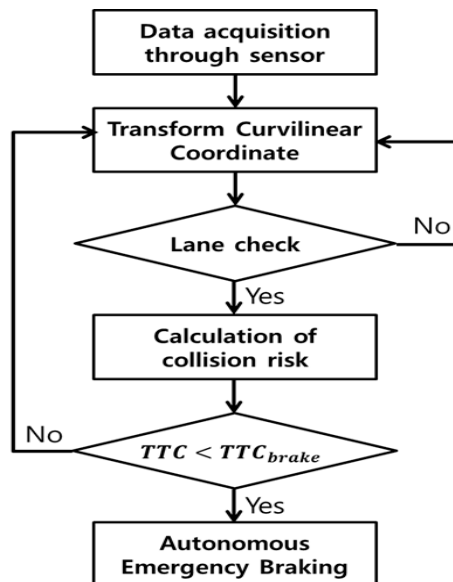 Data acquisition
through sensor
Transform Curvilinear
Coordinate
Lane check
No
Yes
Calculation of
collision risk
No
TTC < TTC_brake
Yes
Autonomous
Emergency Braking